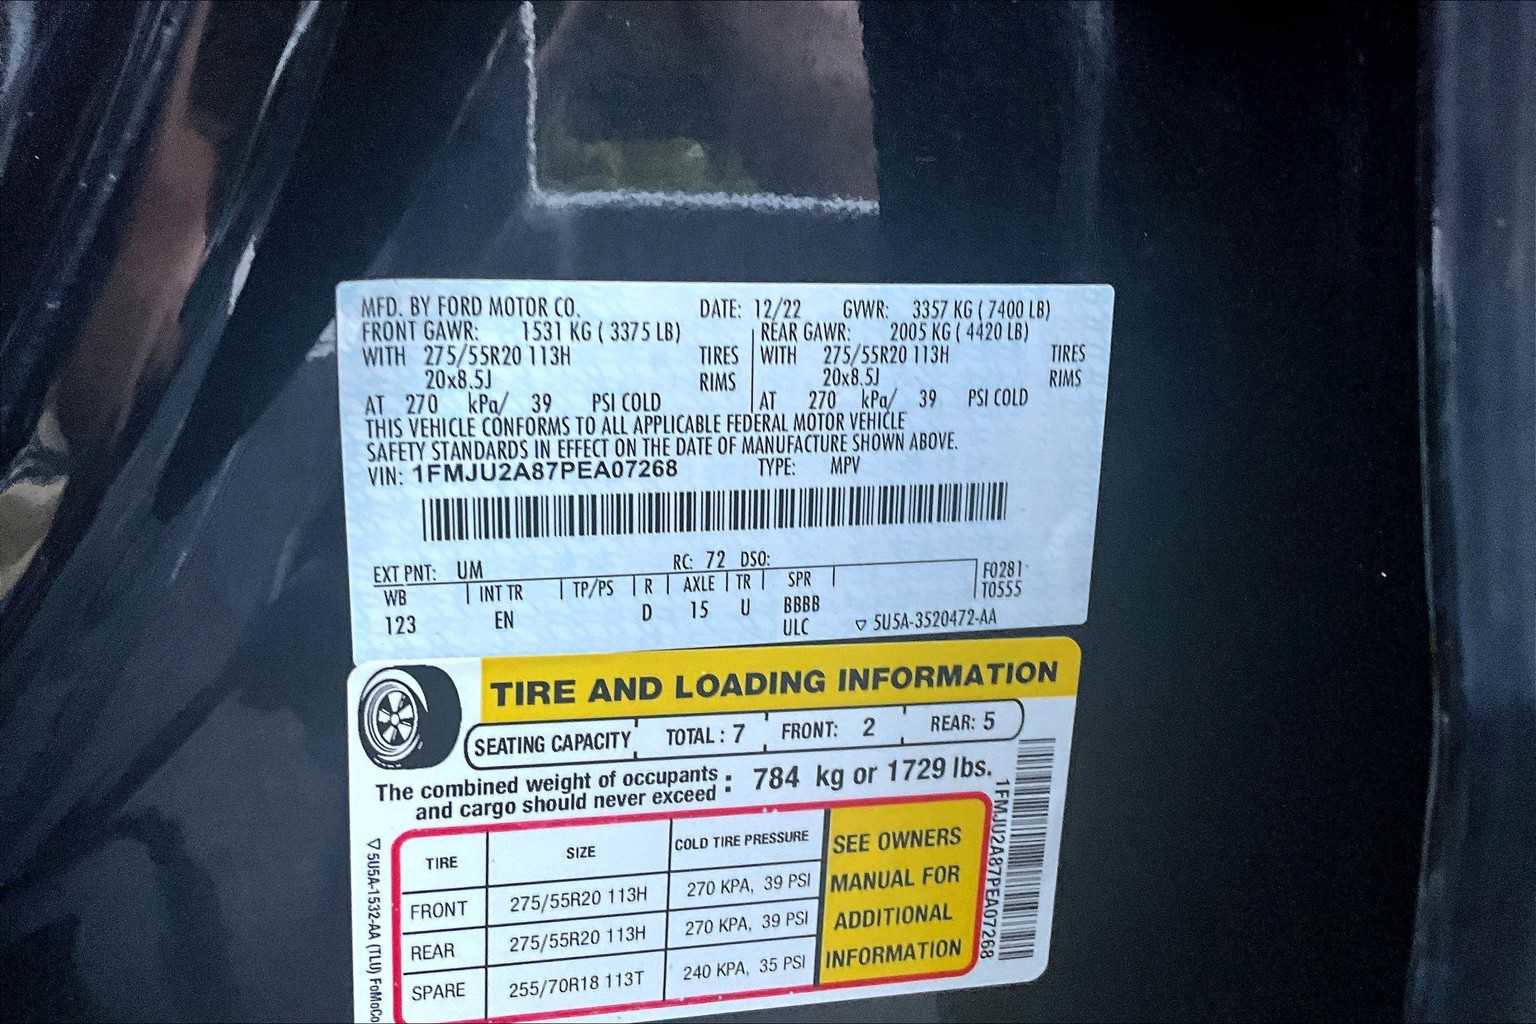 MFD. BY FORD MOTOR CO. DATE: 12/22 GVWR: 3357 KG ( 7400 LB)
FRONT GAWR: 1531 KG ( 3375 LB) REAR GAWR: 2005 KG ( 4420 LB)
WITH 275/55R20 113H TIRES WITH 275/55R20 113H TIRES
20x8.5J RIMS 20x8.5J RIMS
AT 270 kPa/ 39 PSI COLD AT 270 kPa/ 39 PSI COLD
THIS VEHICLE CONFORMS TO ALL APPLICABLE FEDERAL MOTOR VEHICLE
SAFETY STANDARDS IN EFFECT ON THE DATE OF MANUFACTURE SHOWN ABOVE.
VIN: 1FMJU2A87PEA07268 TYPE: MPV
EXT PNT: UM RC: 72 DSO:
WB INT TR TP/PS R AXLE TR SPR F0281
123 EN D 15 U BBBB T0555
ULC ▽ 5U5A-3520472-AA
TIRE AND LOADING INFORMATION
SEATING CAPACITY TOTAL : 7 FRONT: 2 REAR: 5
The combined weight of occupants and cargo should never exceed : 784 kg or 1729 lbs.
TIRE SIZE COLD TIRE PRESSURE
FRONT 275/55R20 113H 270 KPA, 39 PSI
REAR 275/55R20 113H 270 KPA, 39 PSI
SPARE 255/70R18 113T 240 KPA, 35 PSI
SEE OWNERS
MANUAL FOR
ADDITIONAL
INFORMATION
1FMJU2A87PEA07268
▽ 5U5A-1532-AA (TLU) FoMoCo